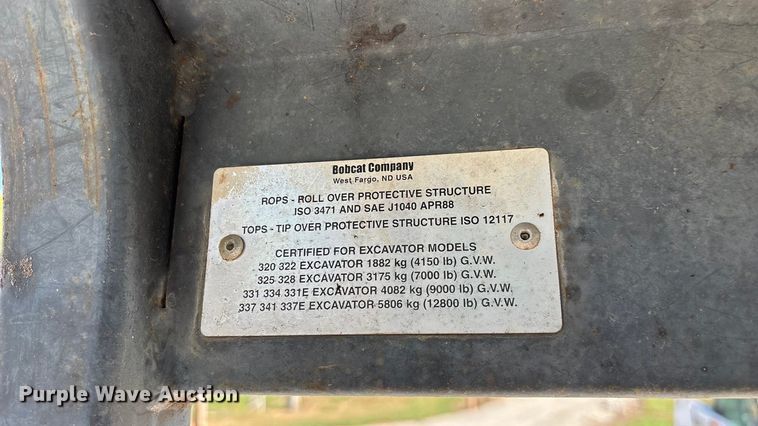 Bobcat Company
West Fargo, ND USA
ROPS - ROLL OVER PROTECTIVE STRUCTURE
ISO 3471 AND SAE J1040 APR88
TOPS - TIP OVER PROTECTIVE STRUCTURE ISO 12117
CERTIFIED FOR EXCAVATOR MODELS
320 322 EXCAVATOR 1882 kg (4150 lb) G.V.W.
325 328 EXCAVATOR 3175 kg (7000 lb) G.V.W.
331 334 331E EXCAVATOR 4082 kg (9000 lb) G.V.W.
337 341 337E EXCAVATOR 5806 kg (12800 lb) G.V.W.
Purple Wave Auction®